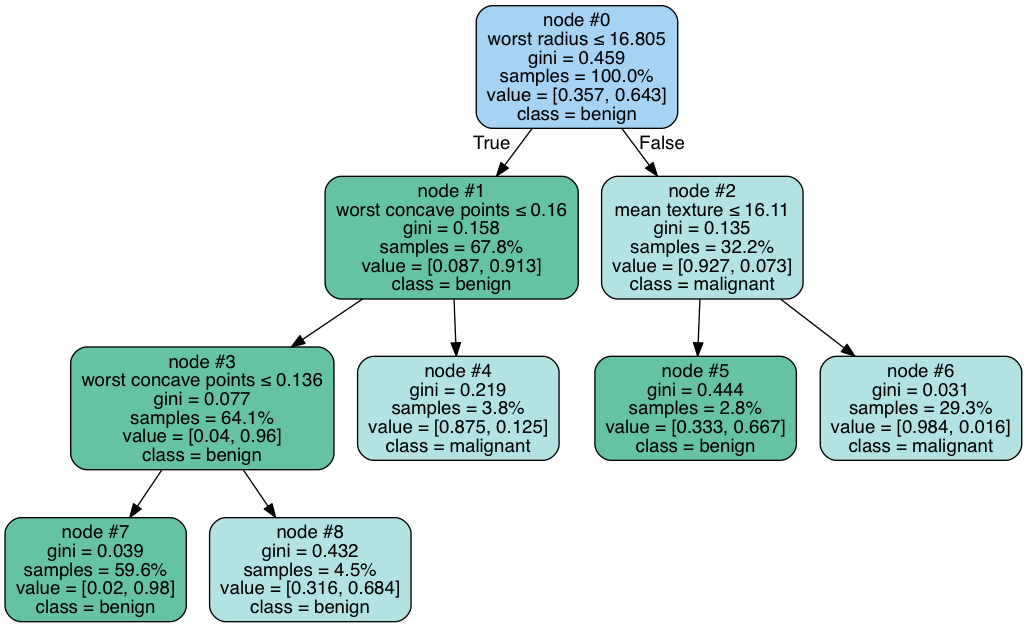 node #0
worst radius ≤ 16.805
gini = 0.459
samples = 100.0%
value = [0.357, 0.643]
class = benign
True
False
node #1
worst concave points ≤ 0.16
gini = 0.158
samples = 67.8%
value = [0.087, 0.913]
class = benign
node #2
mean texture ≤ 16.11
gini = 0.135
samples = 32.2%
value = [0.927, 0.073]
class = malignant
node #3
worst concave points ≤ 0.136
gini = 0.077
samples = 64.1%
value = [0.04, 0.96]
class = benign
node #4
gini = 0.219
samples = 3.8%
value = [0.875, 0.125]
class = malignant
node #5
gini = 0.444
samples = 2.8%
value = [0.333, 0.667]
class = benign
node #6
gini = 0.031
samples = 29.3%
value = [0.984, 0.016]
class = malignant
node #7
gini = 0.039
samples = 59.6%
value = [0.02, 0.98]
class = benign
node #8
gini = 0.432
samples = 4.5%
value = [0.316, 0.684]
class = benign